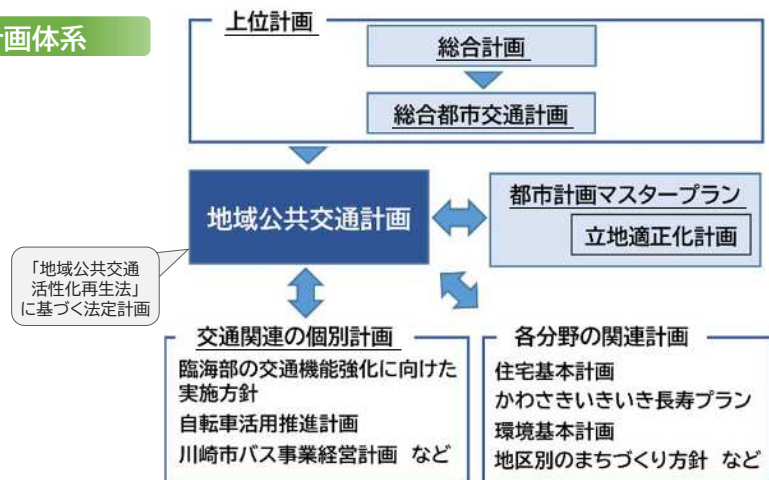 画体系
上位計画
総合計画
総合都市交通計画
地域公共交通計画
都市計画マスタープラン
立地適正化計画
「地域公共交通
活性化再生法」
に基づく法定計画
交通関連の個別計画
臨海部の交通機能強化に向けた
実施方針
自転車活用推進計画
川崎市バス事業経営計画 など
各分野の関連計画
住宅基本計画
かわさきいきいき長寿プラン
環境基本計画
地区別のまちづくり方針 など